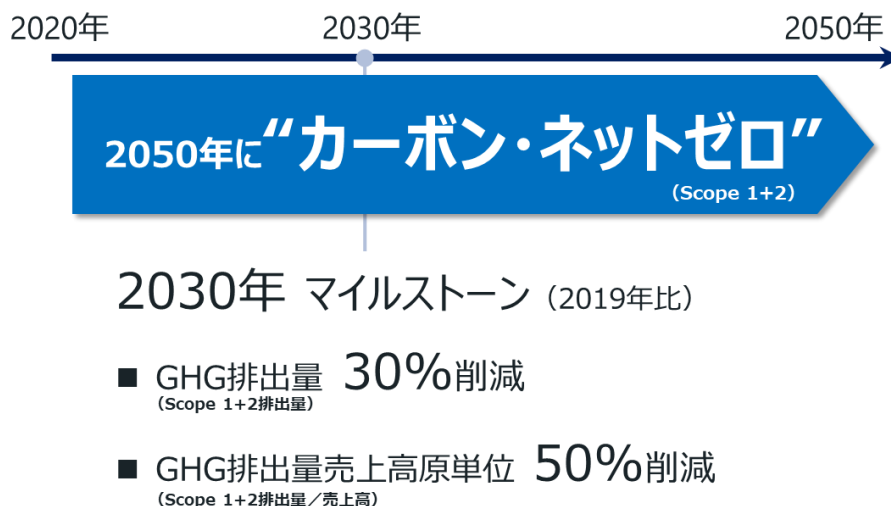 2020年 2030年 2050年
2050年に“カーボン・ネットゼロ”
(Scope 1+2)
2030年 マイルストーン（2019年比）
■ GHG排出量 30%削減
(Scope 1+2排出量)
■ GHG排出量売上高原単位 50%削減
(Scope 1+2排出量／売上高)